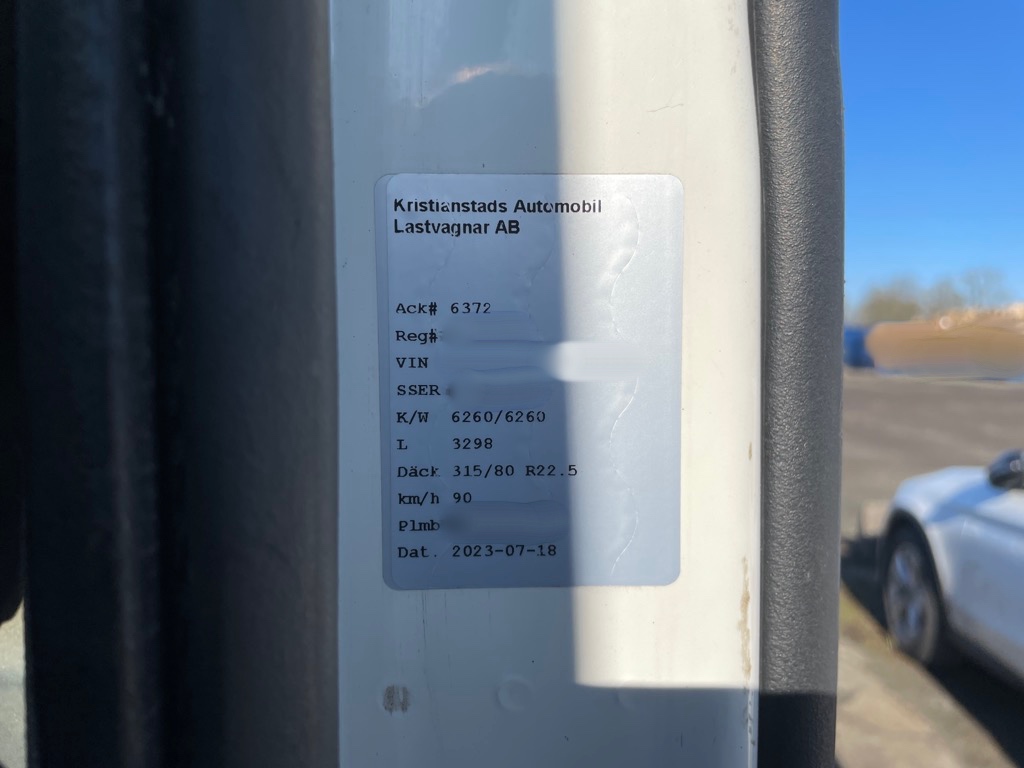 Kristianstads Automobil
Lastvagnar AB
Ack# 6372
Reg#
VIN
SSER
K/W 6260/6260
L 3298
Däck 315/80 R22.5
km/h 90
Plmb
Dat. 2023-07-18